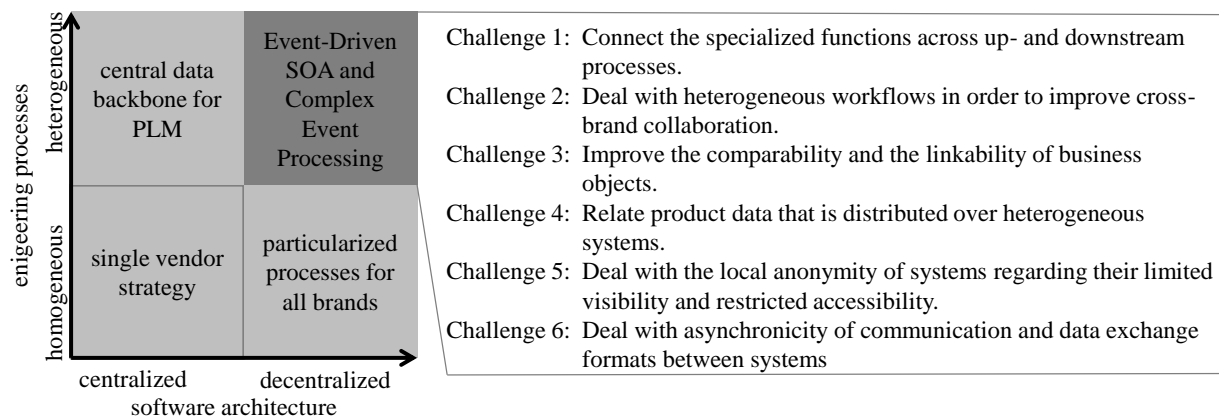 enigeering processes
heterogeneous
homogeneous
central data
backbone for
PLM
Event-Driven
SOA and
Complex
Event
Processing
single vendor
strategy
particularized
processes for
all brands
centralized
decentralized
software architecture
Challenge 1: Connect the specialized functions across up- and downstream
processes.
Challenge 2: Deal with heterogeneous workflows in order to improve cross-
brand collaboration.
Challenge 3: Improve the comparability and the linkability of business
objects.
Challenge 4: Relate product data that is distributed over heterogeneous
systems.
Challenge 5: Deal with the local anonymity of systems regarding their limited
visibility and restricted accessibility.
Challenge 6: Deal with asynchronicity of communication and data exchange
formats between systems